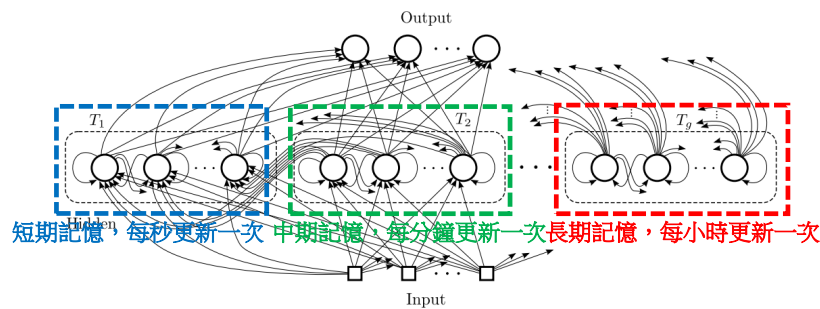 Output
T1
T2
Tg
Hidden
短期記憶，每秒更新一次
中期記憶，每分鐘更新一次
長期記憶，每小時更新一次
Input